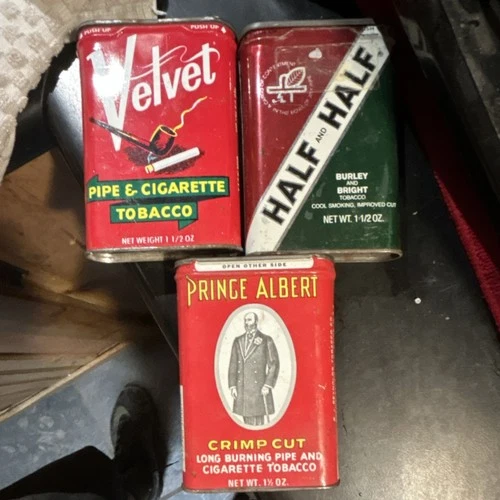 PUSH UP PUSH UP
Velvet
PIPE & CIGARETTE
TOBACCO
NET WEIGHT 1 1/2 OZ
HALF AND HALF
BURLEY
AND
BRIGHT
TOBACCO
COOL SMOKING, IMPROVED CUT
NET WT. 1-1/2 OZ.
OPEN OTHER SIDE
PRINCE ALBERT
CRIMP CUT
LONG BURNING PIPE AND
CIGARETTE TOBACCO
NET WT. 1½ OZ.